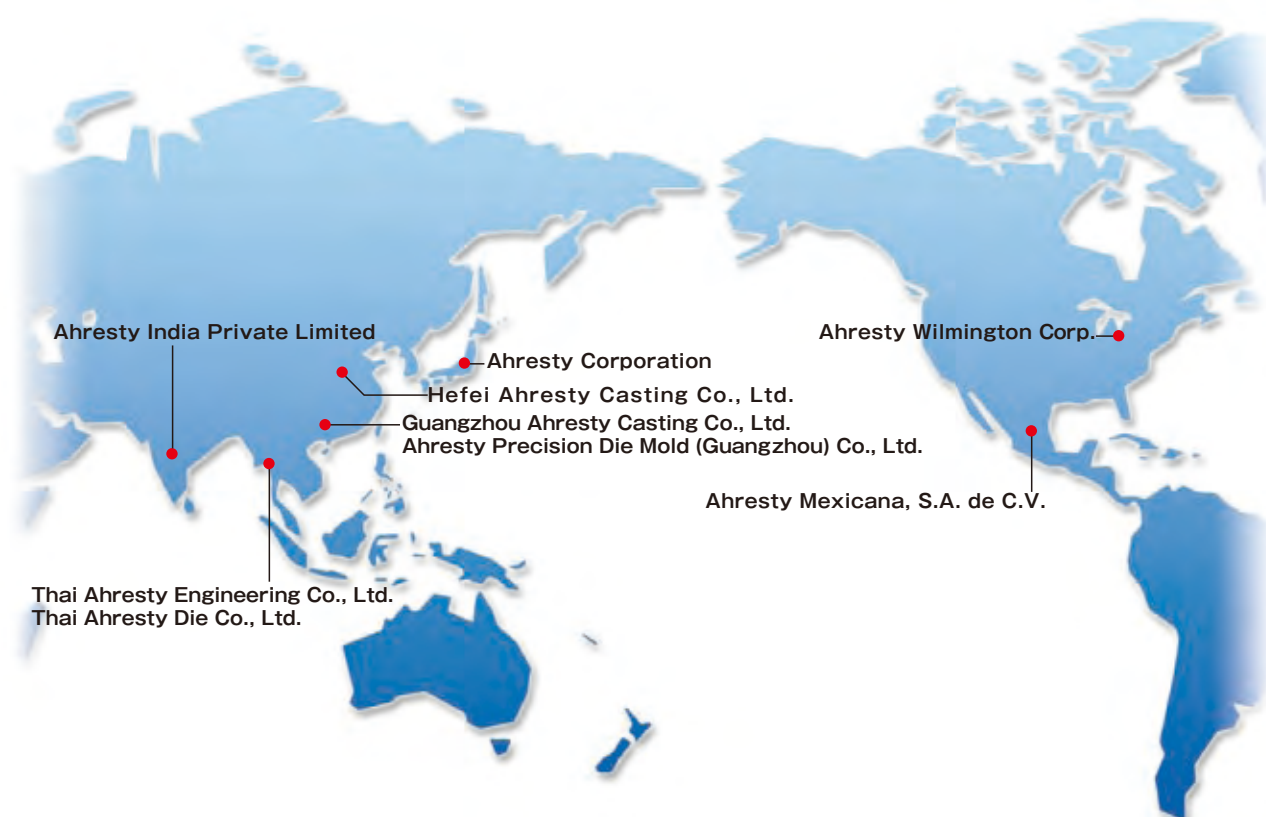 Ahresty India Private Limited
Ahresty Wilmington Corp.
Ahresty Corporation
Hefei Ahresty Casting Co., Ltd.
Guangzhou Ahresty Casting Co., Ltd.
Ahresty Precision Die Mold (Guangzhou) Co., Ltd.
Ahresty Mexicana, S.A. de C.V.
Thai Ahresty Engineering Co., Ltd.
Thai Ahresty Die Co., Ltd.